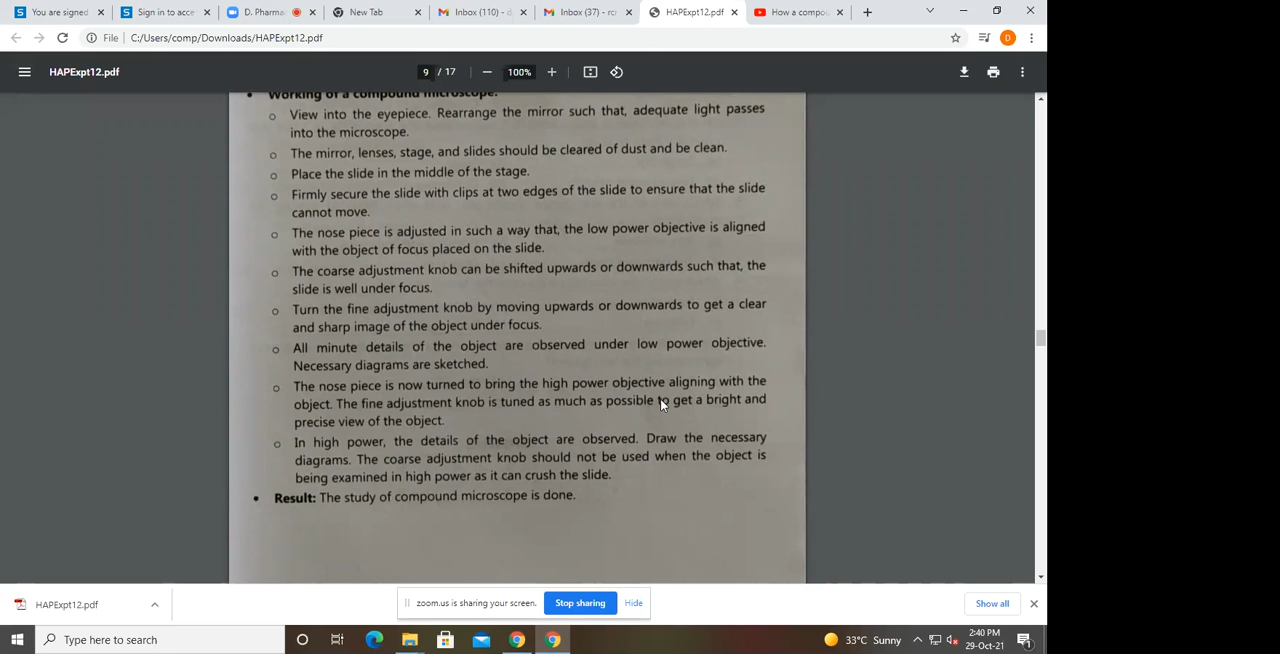 You are signed
Sign in to acce
D. Pharma
New Tab
Inbox (110) - d
Inbox (37) - rcr
HAPExpt12.pdf
How a compou
File
C:/Users/comp/Downloads/HAPExpt12.pdf
D
HAPExpt12.pdf
9 / 17
100%
Working of a compound microscope:
View into the eyepiece. Rearrange the mirror such that, adequate light passes
into the microscope.
The mirror, lenses, stage, and slides should be cleared of dust and be clean.
Place the slide in the middle of the stage.
Firmly secure the slide with clips at two edges of the slide to ensure that the slide
cannot move.
The nose piece is adjusted in such a way that, the low power objective is aligned
with the object of focus placed on the slide.
The coarse adjustment knob can be shifted upwards or downwards such that, the
slide is well under focus.
Turn the fine adjustment knob by moving upwards or downwards to get a clear
and sharp image of the object under focus.
All minute details of the object are observed under low power objective.
Necessary diagrams are sketched.
The nose piece is now turned to bring the high power objective aligning with the
object. The fine adjustment knob is tuned as much as possible to get a bright and
precise view of the object.
In high power, the details of the object are observed. Draw the necessary
diagrams. The coarse adjustment knob should not be used when the object is
being examined in high power as it can crush the slide.
Result: The study of compound microscope is done.
HAPExpt12.pdf
zoom.us is sharing your screen.
Stop sharing
Hide
Show all
Type here to search
33°C Sunny
2:40 PM
29-Oct-21